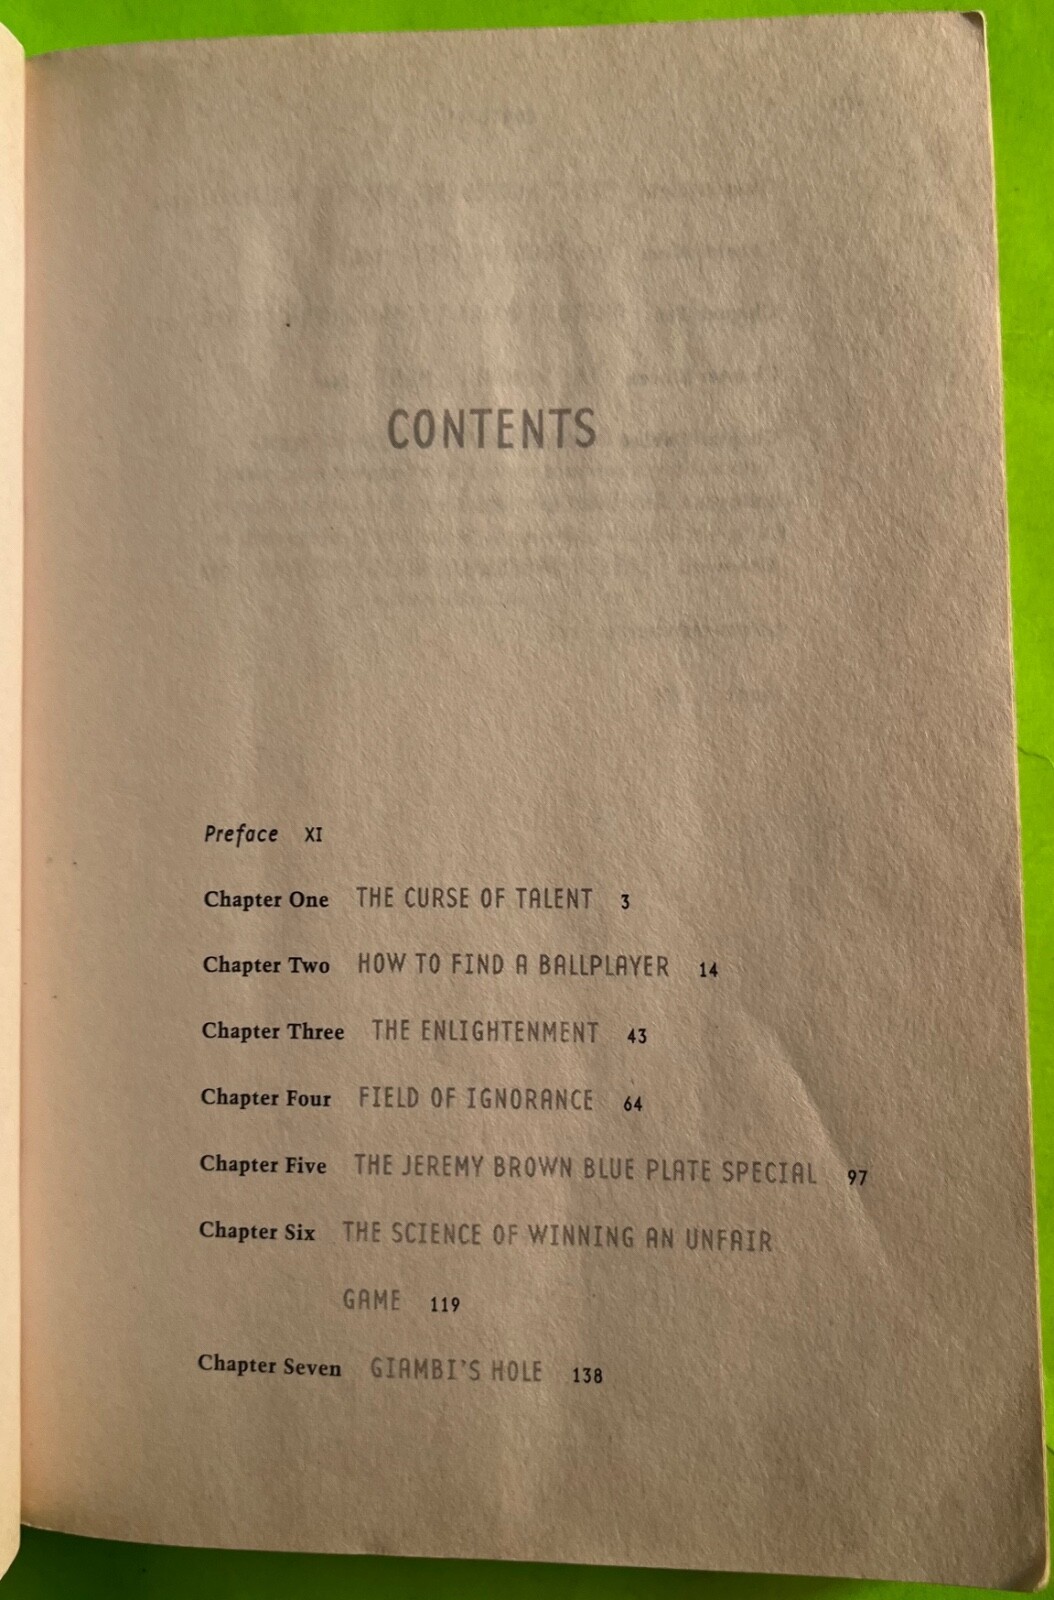 CONTENTS
Preface XI
Chapter One THE CURSE OF TALENT 3
Chapter Two HOW TO FIND A BALLPLAYER 14
Chapter Three THE ENLIGHTENMENT 43
Chapter Four FIELD OF IGNORANCE 64
Chapter Five THE JEREMY BROWN BLUE PLATE SPECIAL 97
Chapter Six THE SCIENCE OF WINNING AN UNFAIR
GAME 119
Chapter Seven GIAMBI'S HOLE 138